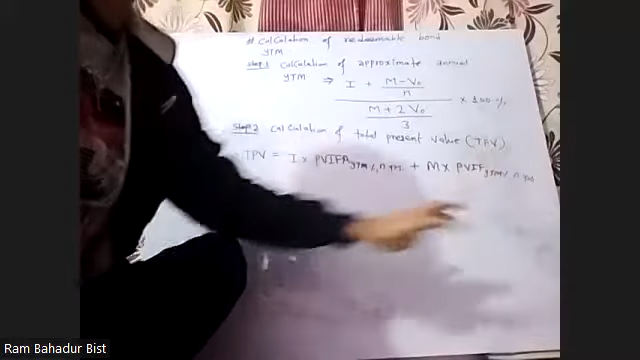 # Calculation of redeemable bond
YTM
Step 1 Calculation of approximate annual
YTM ⇒ I + M-V₀ / n
M + 2V₀ / 3 × 100 %
Step 2 Calculation of total present value (TPV)
TPV = I × PVIFA YTM %, n yrs. + M × PVIF YTM%, n yrs
Ram Bahadur Bist